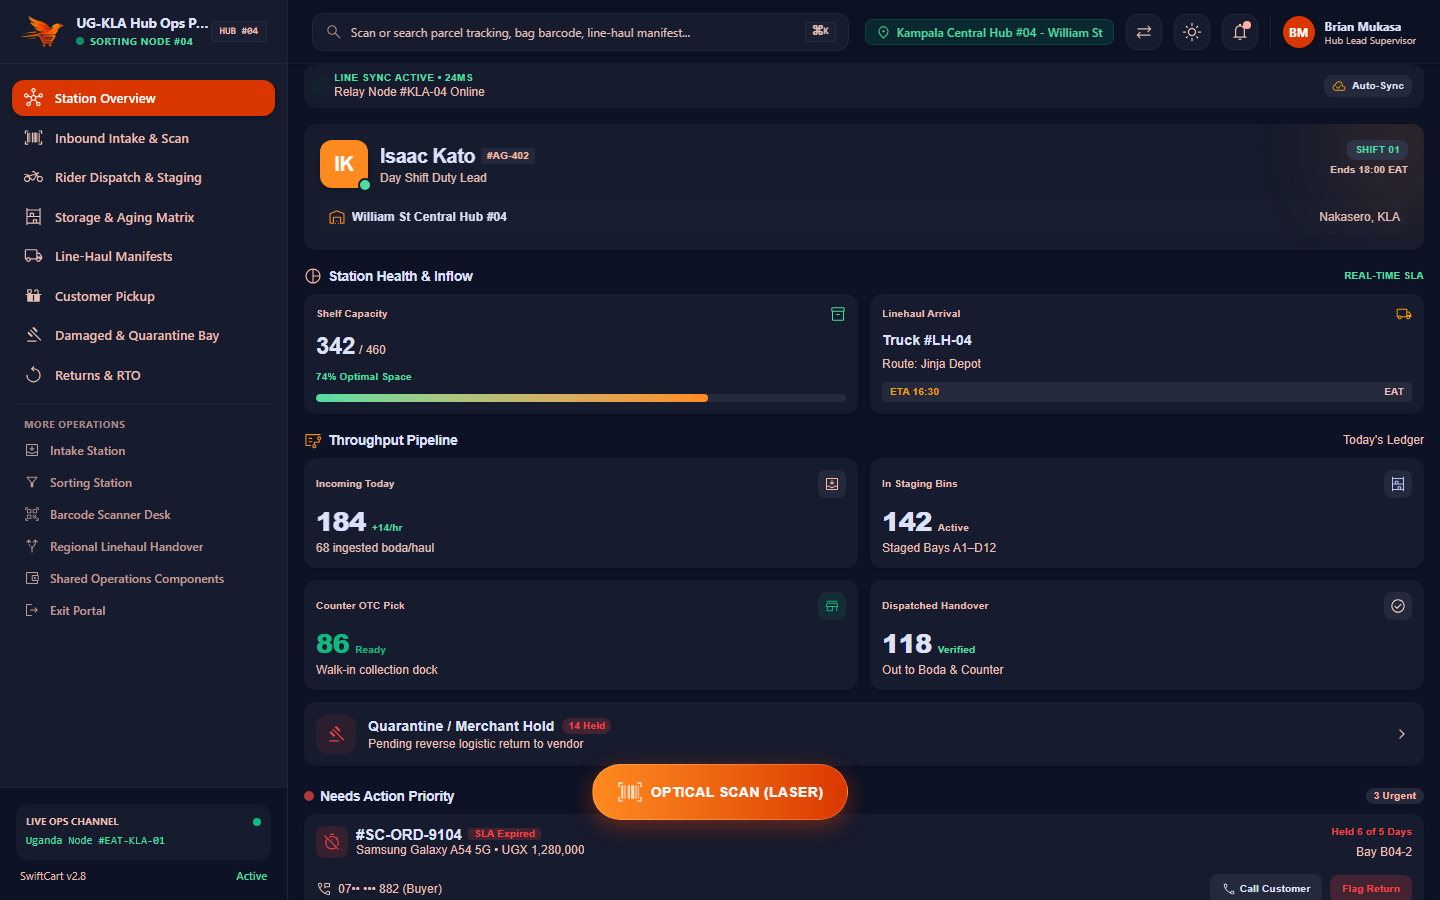 UG-KLA Hub Ops P...
HUB #04
SORTING NODE #04
Scan or search parcel tracking, bag barcode, line-haul manifest...
⌘K
Kampala Central Hub #04 - William St
BM
Brian Mukasa
Hub Lead Supervisor
Station Overview
Inbound Intake & Scan
Rider Dispatch & Staging
Storage & Aging Matrix
Line-Haul Manifests
Customer Pickup
Damaged & Quarantine Bay
Returns & RTO
MORE OPERATIONS
Intake Station
Sorting Station
Barcode Scanner Desk
Regional Linehaul Handover
Shared Operations Components
Exit Portal
LIVE OPS CHANNEL
Uganda Node #EAT-KLA-01
SwiftCart v2.8
Active
LINE SYNC ACTIVE • 24MS
Relay Node #KLA-04 Online
Auto-Sync
IK
Isaac Kato
#AG-402
Day Shift Duty Lead
SHIFT 01
Ends 18:00 EAT
William St Central Hub #04
Nakasero, KLA
Station Health & Inflow
REAL-TIME SLA
Shelf Capacity
342 / 460
74% Optimal Space
Linehaul Arrival
Truck #LH-04
Route: Jinja Depot
ETA 16:30
EAT
Throughput Pipeline
Today's Ledger
Incoming Today
184 +14/hr
68 ingested boda/haul
In Staging Bins
142 Active
Staged Bays A1–D12
Counter OTC Pick
86 Ready
Walk-in collection dock
Dispatched Handover
118 Verified
Out to Boda & Counter
Quarantine / Merchant Hold
14 Held
Pending reverse logistic return to vendor
OPTICAL SCAN (LASER)
Needs Action Priority
3 Urgent
#SC-ORD-9104
SLA Expired
Samsung Galaxy A54 5G • UGX 1,280,000
Held 6 of 5 Days
Bay B04-2
07•• ••• 882 (Buyer)
Call Customer
Flag Return